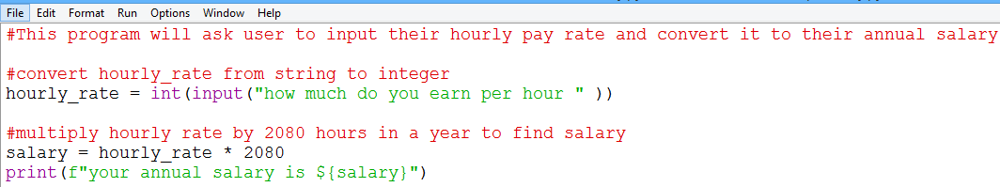 File Edit Format Run Options Window Help
#This program will ask user to input their hourly pay rate and convert it to their annual salary
#convert hourly_rate from string to integer
hourly_rate = int(input("how much do you earn per hour " ))
#multiply hourly rate by 2080 hours in a year to find salary
salary = hourly_rate * 2080
print(f"your annual salary is ${salary}")